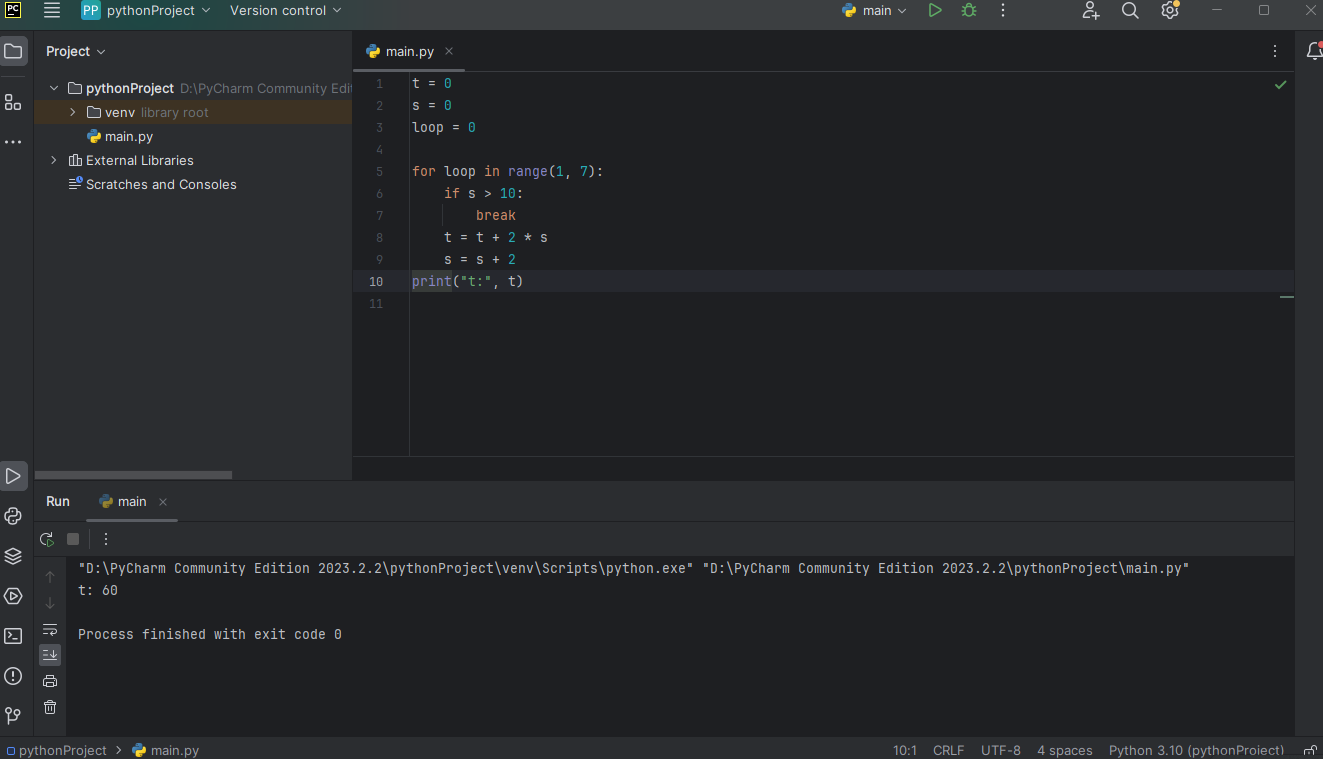 PC PP pythonProject Version control main
Project
main.py
pythonProject D:\PyCharm Community Edi
venv library root
main.py
External Libraries
Scratches and Consoles
1 t = 0
2 s = 0
3 loop = 0
4
5 for loop in range(1, 7):
6 if s > 10:
7 break
8 t = t + 2 * s
9 s = s + 2
10 print("t:", t)
11
Run main
"D:\PyCharm Community Edition 2023.2.2\pythonProject\venv\Scripts\python.exe" "D:\PyCharm Community Edition 2023.2.2\pythonProject\main.py"
t: 60
Process finished with exit code 0
pythonProject > main.py 10:1 CRLF UTF-8 4 spaces Python 3.10 (pythonProject)